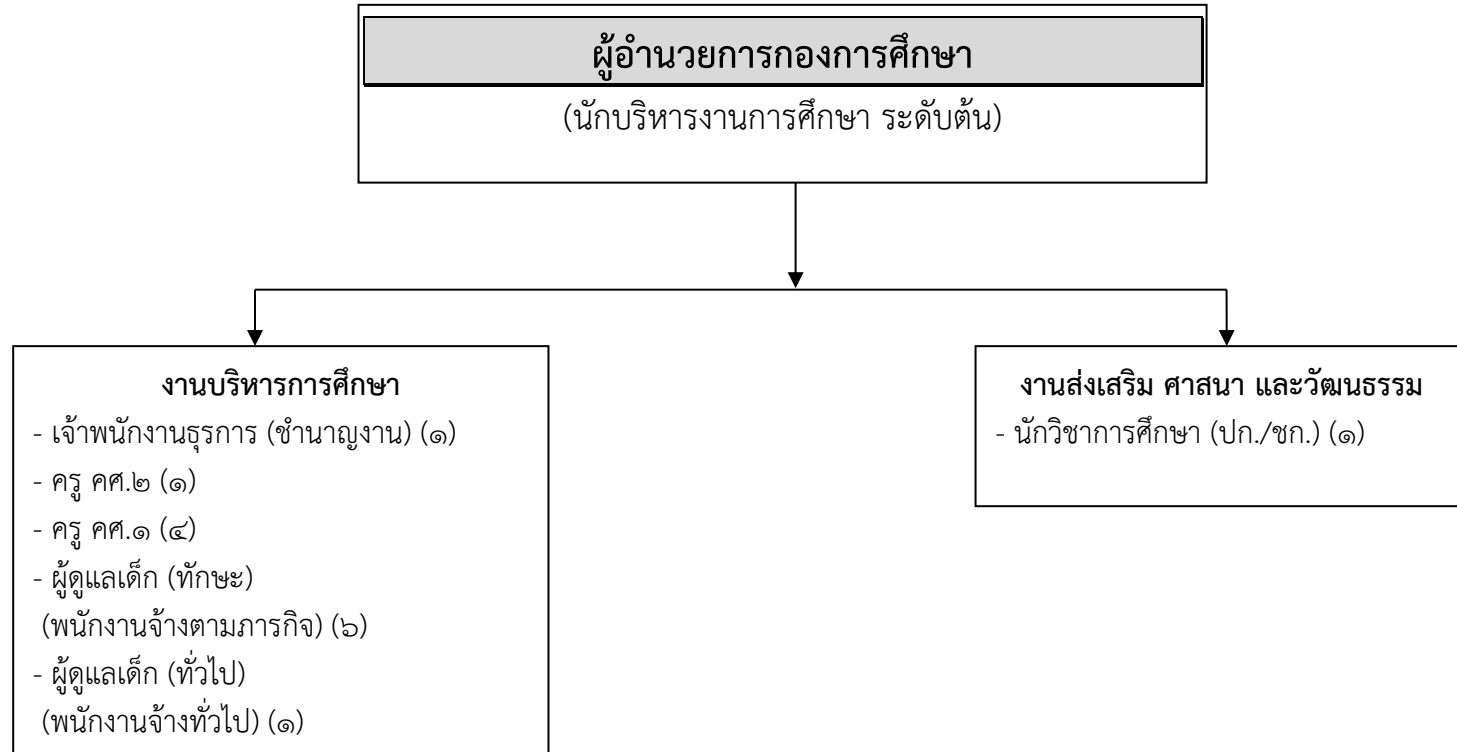 ผู้อำนวยการกองการศึกษา
(นักบริหารงานการศึกษา ระดับต้น)
งานบริหารการศึกษา
- เจ้าพนักงานธุรการ (ชำนาญงาน) (๑)
- ครู คศ.๒ (๑)
- ครู คศ.๑ (๔)
- ผู้ดูแลเด็ก (ทักษะ)
(พนักงานจ้างตามภารกิจ) (๖)
- ผู้ดูแลเด็ก (ทั่วไป)
(พนักงานจ้างทั่วไป) (๑)
งานส่งเสริม ศาสนา และวัฒนธรรม
- นักวิชาการศึกษา (ปก./ชก.) (๑)